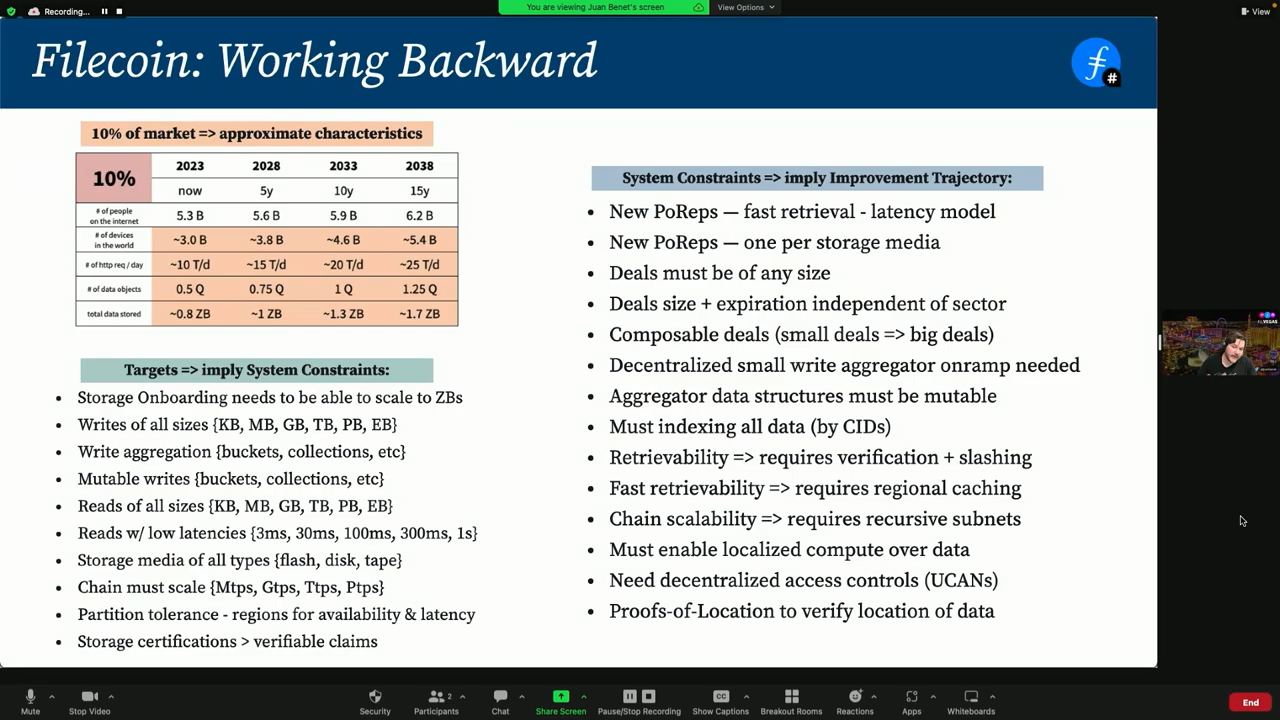 Recording...
You are viewing Juan Benet's screen
View Options
View
Filecoin: Working Backward
#
10% of market => approximate characteristics
10% 2023 2028 2033 2038
now 5y 10y 15y
# of people on the internet 5.3 B 5.6 B 5.9 B 6.2 B
# of devices in the world ~3.0 B ~3.8 B ~4.6 B ~5.4 B
# of http req / day ~10 T/d ~15 T/d ~20 T/d ~25 T/d
# of data objects 0.5 Q 0.75 Q 1 Q 1.25 Q
total data stored ~0.8 ZB ~1 ZB ~1.3 ZB ~1.7 ZB
Targets => imply System Constraints:
• Storage Onboarding needs to be able to scale to ZBs
• Writes of all sizes {KB, MB, GB, TB, PB, EB}
• Write aggregation {buckets, collections, etc}
• Mutable writes {buckets, collections, etc}
• Reads of all sizes {KB, MB, GB, TB, PB, EB}
• Reads w/ low latencies {3ms, 30ms, 100ms, 300ms, 1s}
• Storage media of all types {flash, disk, tape}
• Chain must scale {Mtps, Gtps, Ttps, Ptps}
• Partition tolerance - regions for availability & latency
• Storage certifications > verifiable claims
System Constraints => imply Improvement Trajectory:
• New PoReps — fast retrieval - latency model
• New PoReps — one per storage media
• Deals must be of any size
• Deals size + expiration independent of sector
• Composable deals (small deals => big deals)
• Decentralized small write aggregator onramp needed
• Aggregator data structures must be mutable
• Must indexing all data (by CIDs)
• Retrievability => requires verification + slashing
• Fast retrievability => requires regional caching
• Chain scalability => requires recursive subnets
• Must enable localized compute over data
• Need decentralized access controls (UCANs)
• Proofs-of-Location to verify location of data
Mute
Stop Video
Security
Participants 2
Chat
Share Screen
Pause/Stop Recording
CC
Show Captions
Breakout Rooms
Reactions
Apps
Whiteboards
End